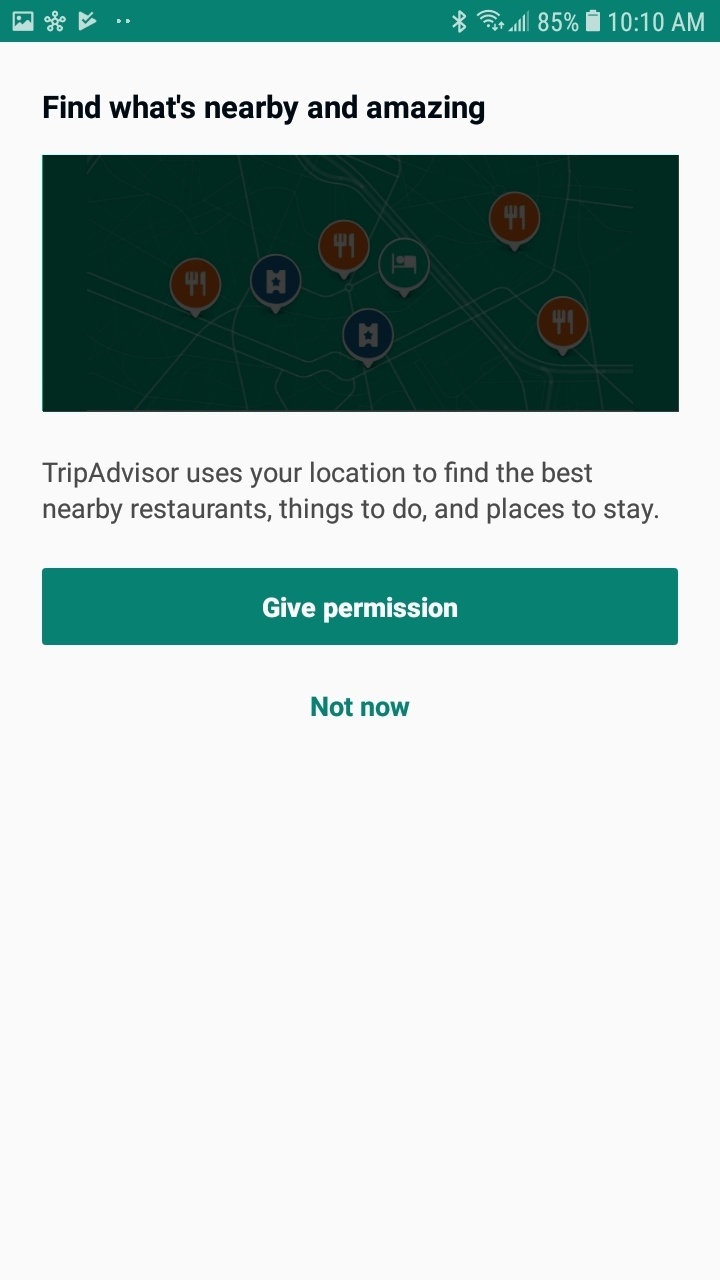 85% 10:10 AM
Find what's nearby and amazing
TripAdvisor uses your location to find the best
nearby restaurants, things to do, and places to stay.
Give permission
Not now